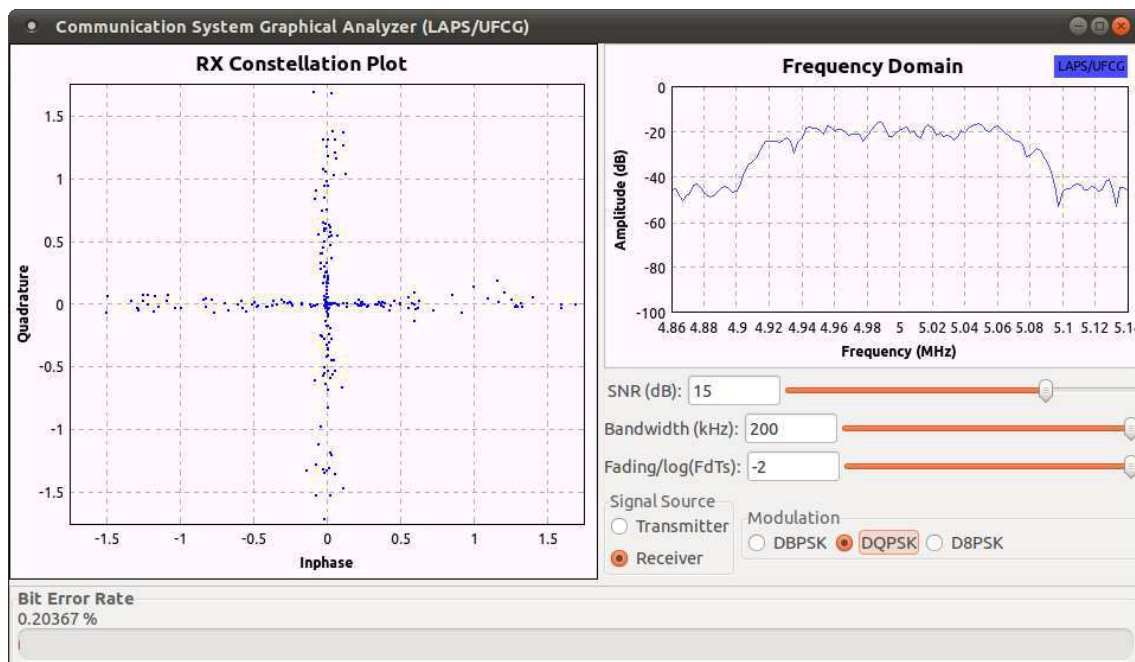 Communication System Graphical Analyzer (LAPS/UFCG)
RX Constellation Plot
1.5
1
0.5
0
-0.5
-1
-1.5
Quadrature
-1.5 -1 -0.5 0 0.5 1 1.5
Inphase
Frequency Domain
LAPS/UFCG
0
-20
-40
-60
-80
-100
Amplitude (dB)
4.86 4.88 4.9 4.92 4.94 4.96 4.98 5 5.02 5.04 5.06 5.08 5.1 5.12 5.14
Frequency (MHz)
SNR (dB): 15
Bandwidth (kHz): 200
Fading/log(FdTs): -2
Signal Source
Transmitter
Receiver
Modulation
DBPSK DQPSK D8PSK
Bit Error Rate
0.20367 %